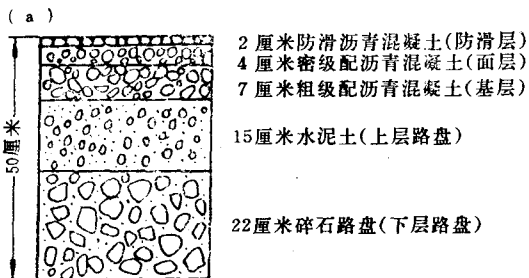 (a)
2厘米防滑沥青混凝土(防滑层)
4厘米密级配沥青混凝土(面层)
7厘米粗级配沥青混凝土(基层)
15厘米水泥土(上层路盘)
22厘米碎石路盘(下层路盘)
50厘米